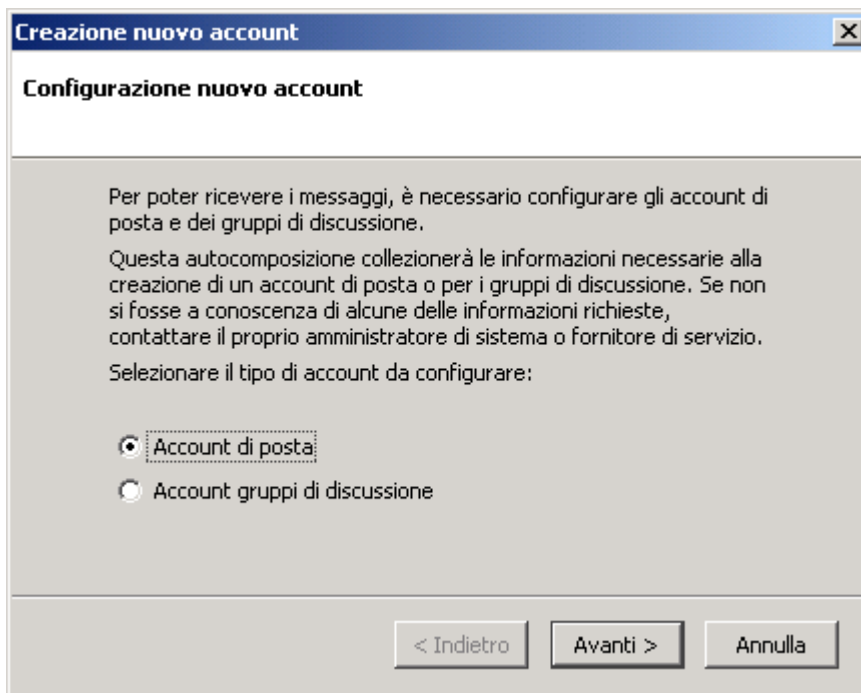 Creazione nuovo account
Configurazione nuovo account
Per poter ricevere i messaggi, è necessario configurare gli account di
posta e dei gruppi di discussione.
Questa autocomposizione collezionerà le informazioni necessarie alla
creazione di un account di posta o per i gruppi di discussione. Se non
si fosse a conoscenza di alcune delle informazioni richieste,
contattare il proprio amministratore di sistema o fornitore di servizio.
Selezionare il tipo di account da configurare:
Account di posta
Account gruppi di discussione
< Indietro Avanti > Annulla